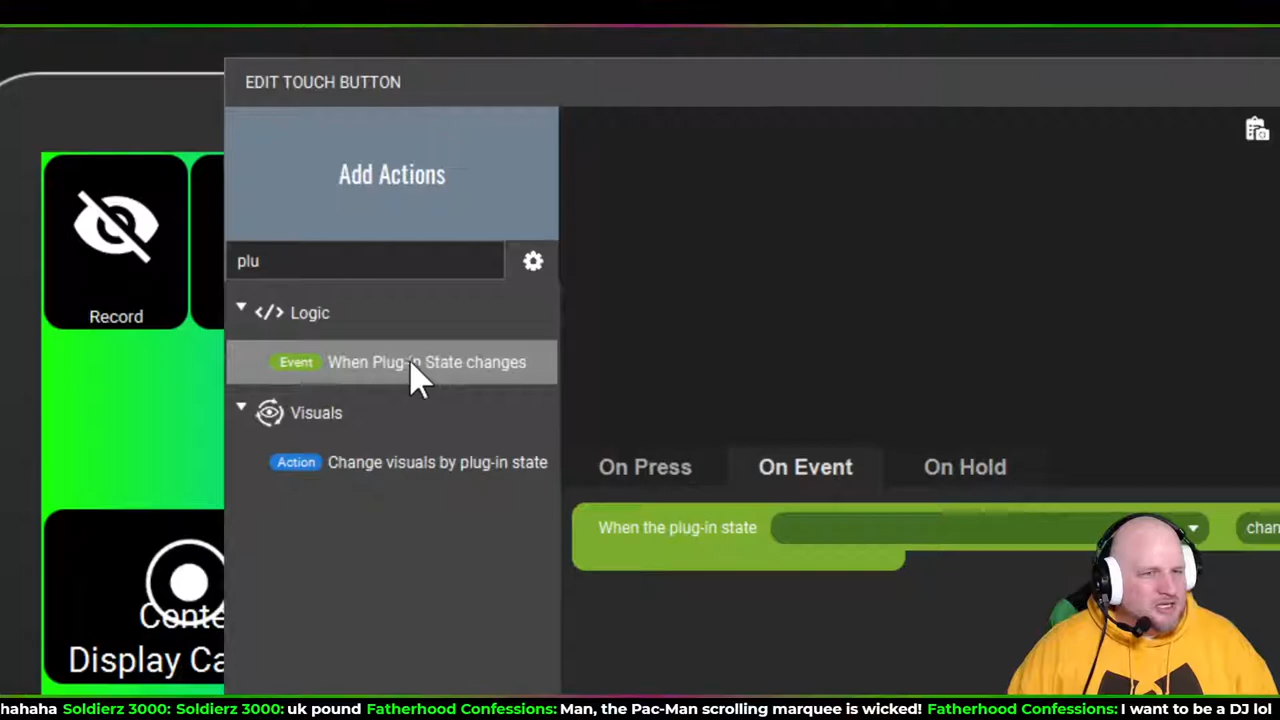 EDIT TOUCH BUTTON
Add Actions
plu
Logic
Event When Plug-in State changes
Visuals
Action Change visuals by plug-in state
Record
Display Ca
On Press On Event On Hold
When the plug-in state
hahaha Soldierz 3000: Soldierz 3000: uk pound Fatherhood Confessions: Man, the Pac-Man scrolling marquee is wicked! Fatherhood Confessions: I want to be a DJ lol